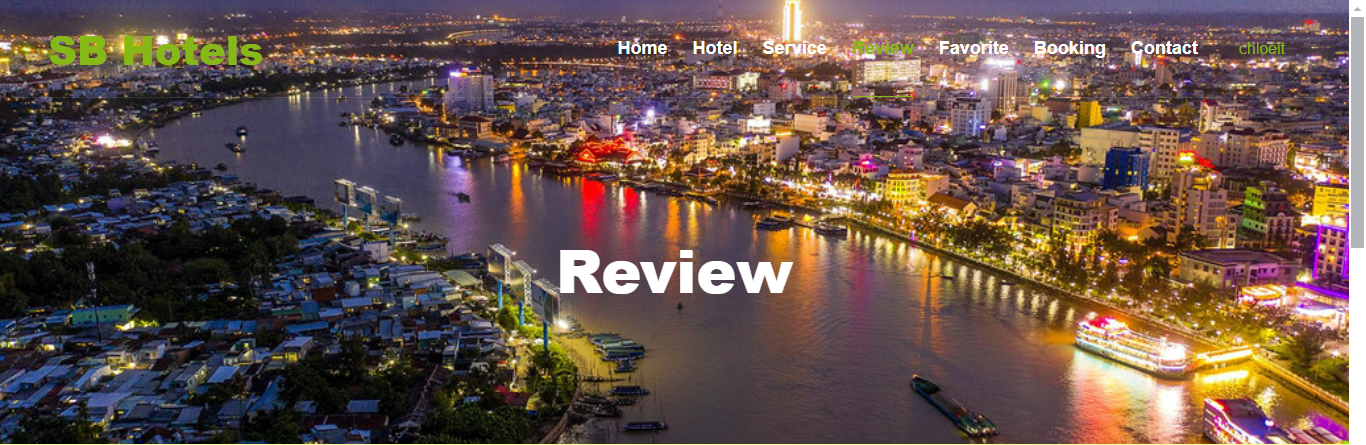 SB Hotels
Home Hotel Service Review Favorite Booking Contact chloeit
Review